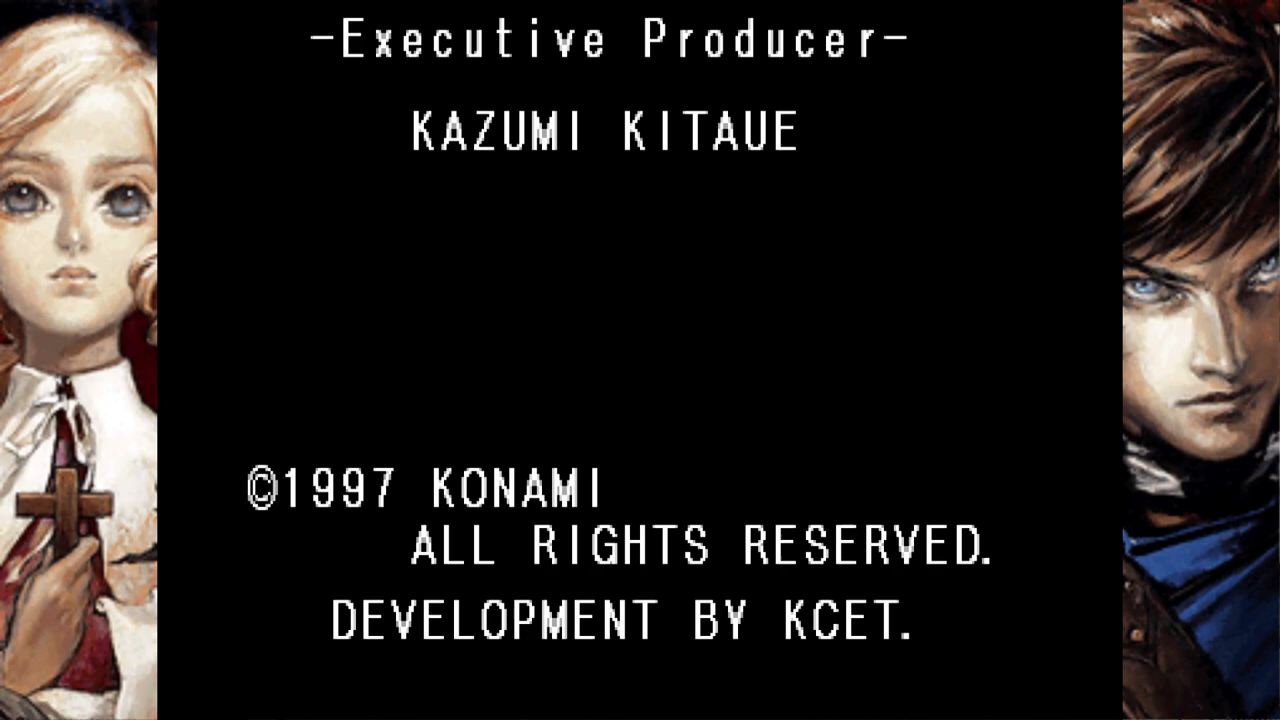 -Executive Producer-
KAZUMI KITAUE
©1997 KONAMI
ALL RIGHTS RESERVED.
DEVELOPMENT BY KCET.